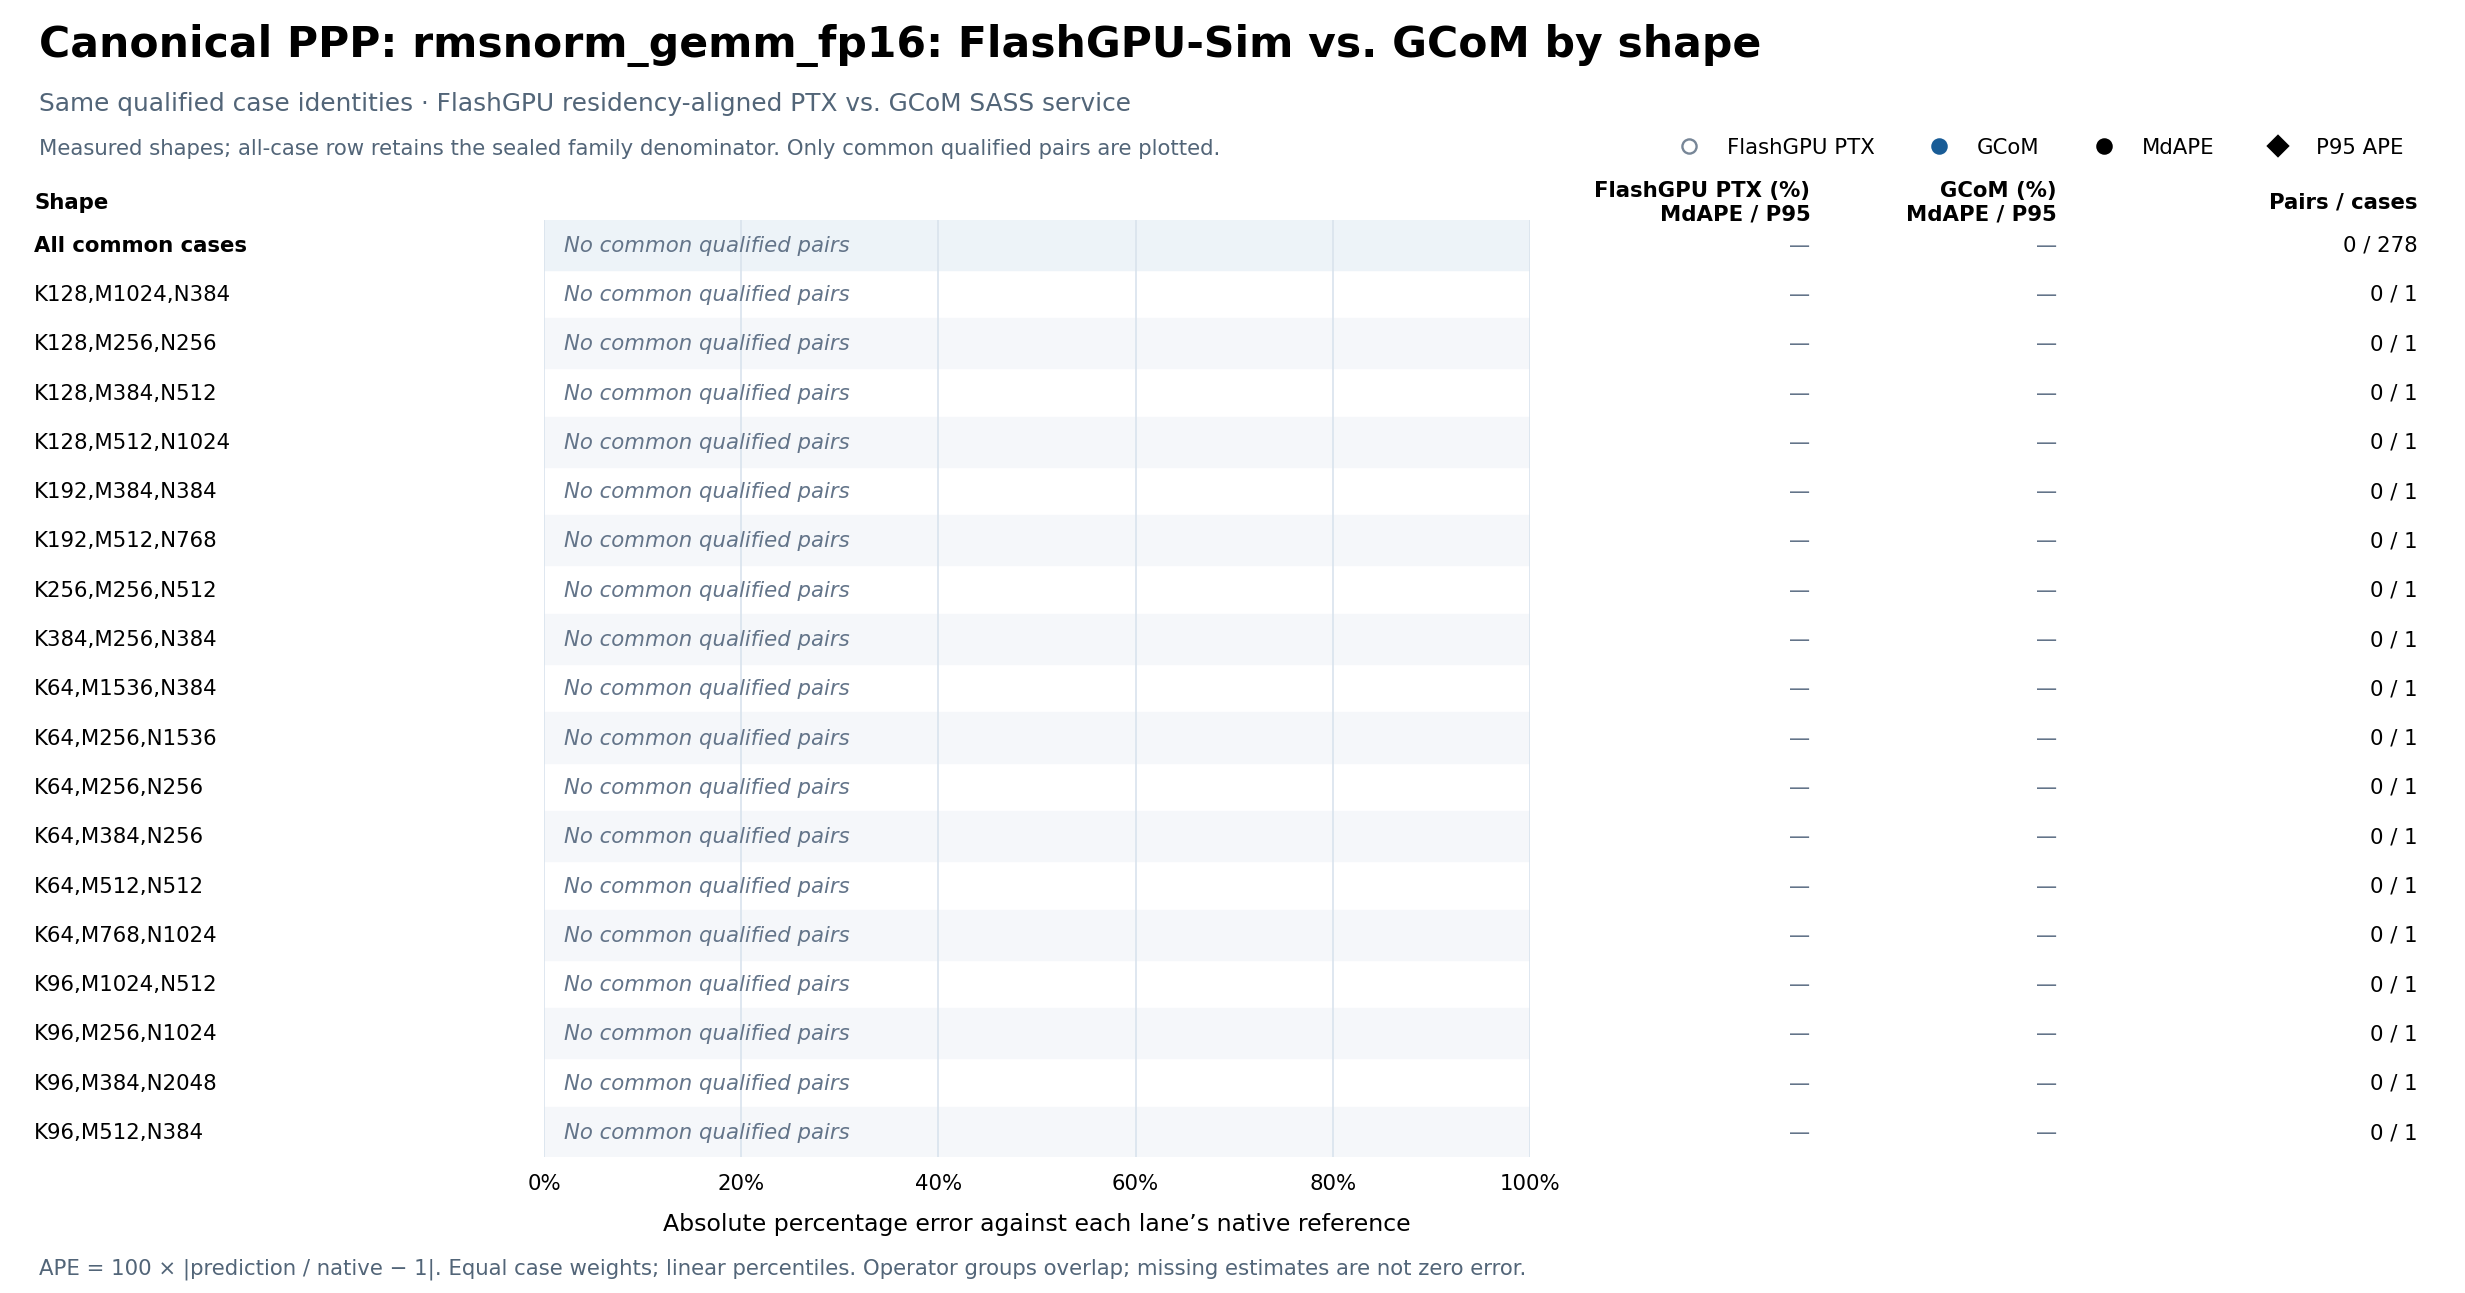 Canonical PPP: rmsnorm_gemm_fp16: FlashGPU-Sim vs. GCoM by shape
Same qualified case identities · FlashGPU residency-aligned PTX vs. GCoM SASS service
Measured shapes; all-case row retains the sealed family denominator. Only common qualified pairs are plotted.
FlashGPU PTX GCoM MdAPE P95 APE
Shape FlashGPU PTX (%) MdAPE / P95 GCoM (%) MdAPE / P95 Pairs / cases
All common cases No common qualified pairs — — 0 / 278
K128,M1024,N384 No common qualified pairs — — 0 / 1
K128,M256,N256 No common qualified pairs — — 0 / 1
K128,M384,N512 No common qualified pairs — — 0 / 1
K128,M512,N1024 No common qualified pairs — — 0 / 1
K192,M384,N384 No common qualified pairs — — 0 / 1
K192,M512,N768 No common qualified pairs — — 0 / 1
K256,M256,N512 No common qualified pairs — — 0 / 1
K384,M256,N384 No common qualified pairs — — 0 / 1
K64,M1536,N384 No common qualified pairs — — 0 / 1
K64,M256,N1536 No common qualified pairs — — 0 / 1
K64,M256,N256 No common qualified pairs — — 0 / 1
K64,M384,N256 No common qualified pairs — — 0 / 1
K64,M512,N512 No common qualified pairs — — 0 / 1
K64,M768,N1024 No common qualified pairs — — 0 / 1
K96,M1024,N512 No common qualified pairs — — 0 / 1
K96,M256,N1024 No common qualified pairs — — 0 / 1
K96,M384,N2048 No common qualified pairs — — 0 / 1
K96,M512,N384 No common qualified pairs — — 0 / 1
0% 20% 40% 60% 80% 100%
Absolute percentage error against each lane’s native reference
APE = 100 × |prediction / native − 1|. Equal case weights; linear percentiles. Operator groups overlap; missing estimates are not zero error.